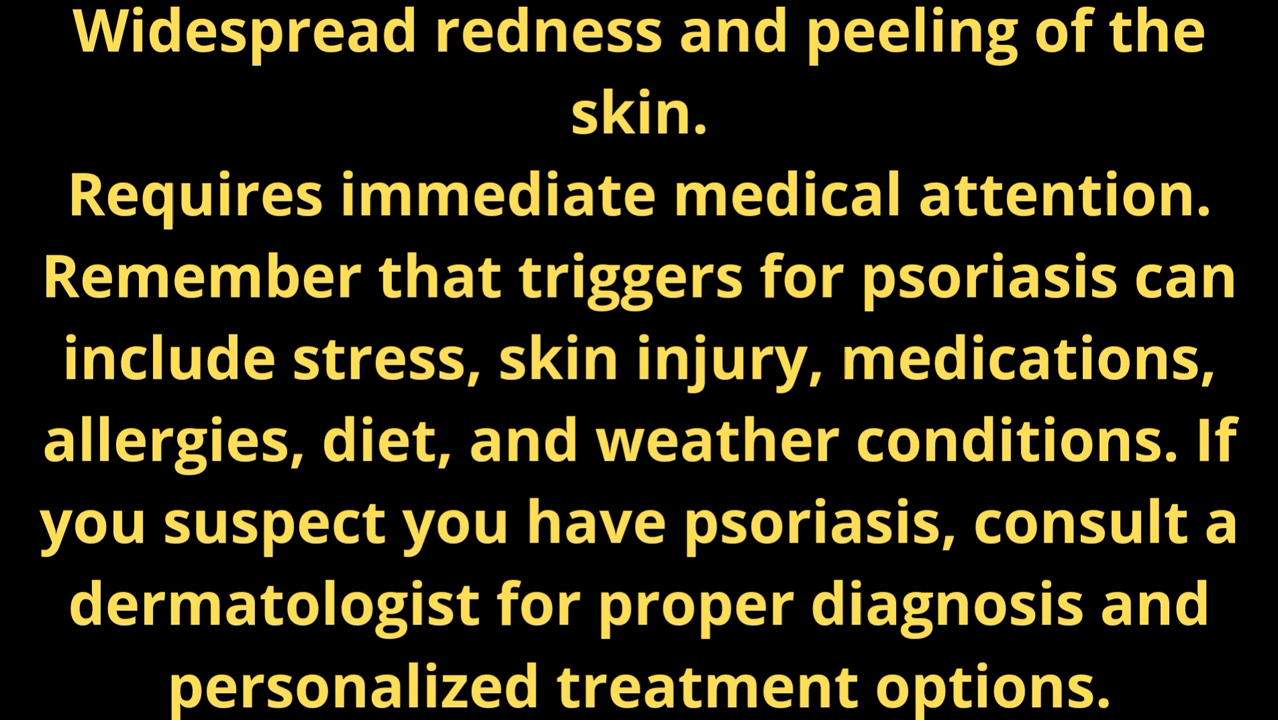 Widespread redness and peeling of the
skin.
Requires immediate medical attention.
Remember that triggers for psoriasis can
include stress, skin injury, medications,
allergies, diet, and weather conditions. If
you suspect you have psoriasis, consult a
dermatologist for proper diagnosis and
personalized treatment options.